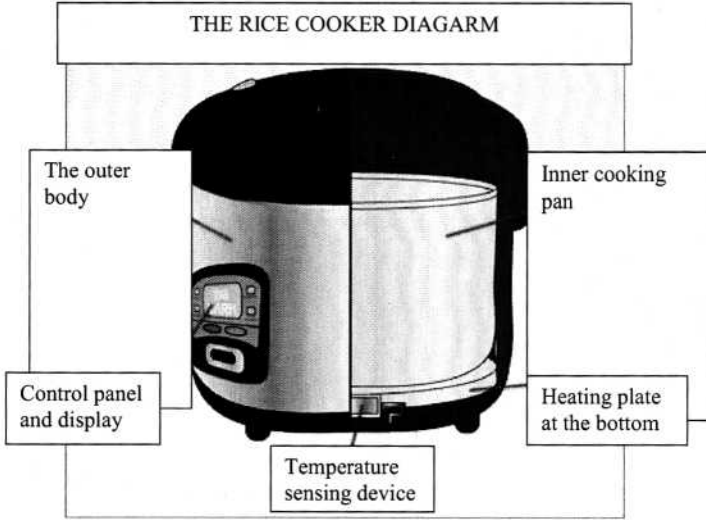 THE RICE COOKER DIAGARM
The outer
body
Inner cooking
pan
Control panel
and display
Heating plate
at the bottom
Temperature
sensing device